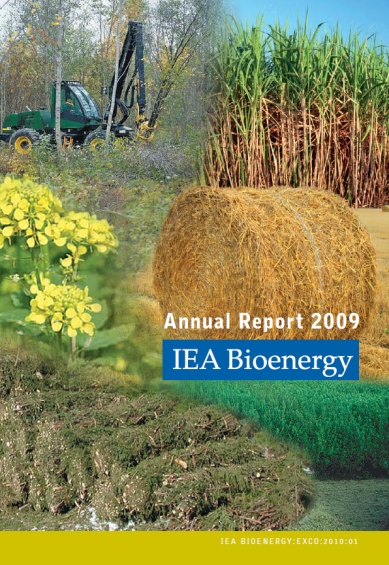 Annual Report 2009
IEA Bioenergy
IEA BIOENERGY:EXCO:2010:01